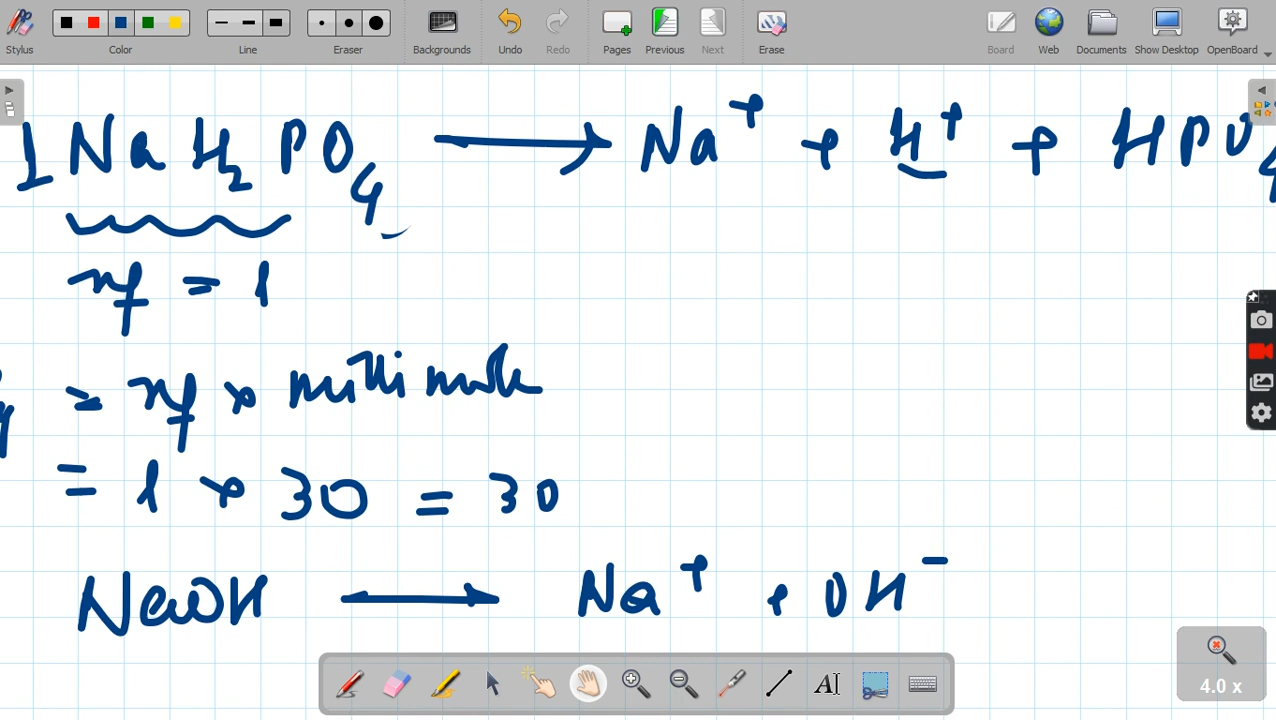 Stylus Color Line Eraser Backgrounds Undo Redo Pages Previous Next Erase Board Web Documents Show Desktop OpenBoard
1 NaH₂PO₄ ⟶ Na⁺ + H⁺ + HPO₄
nf = 1
= nf × millimole
= 1 × 30 = 30
NaOH ⟶ Na⁺ + OH⁻
4.0 x